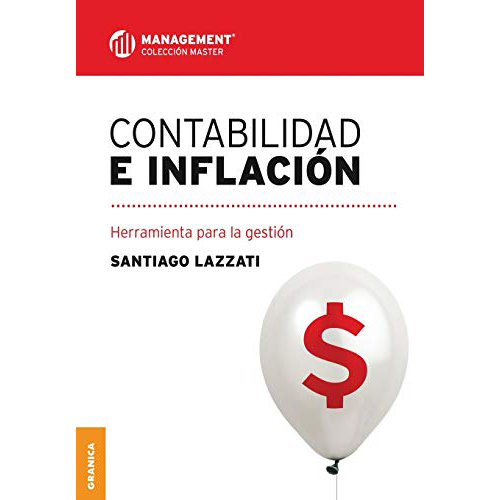 MANAGEMENT®
COLECCIÓN MASTER
CONTABILIDAD
E INFLACIÓN
Herramienta para la gestión
SANTIAGO LAZZATI
$
GRANICA